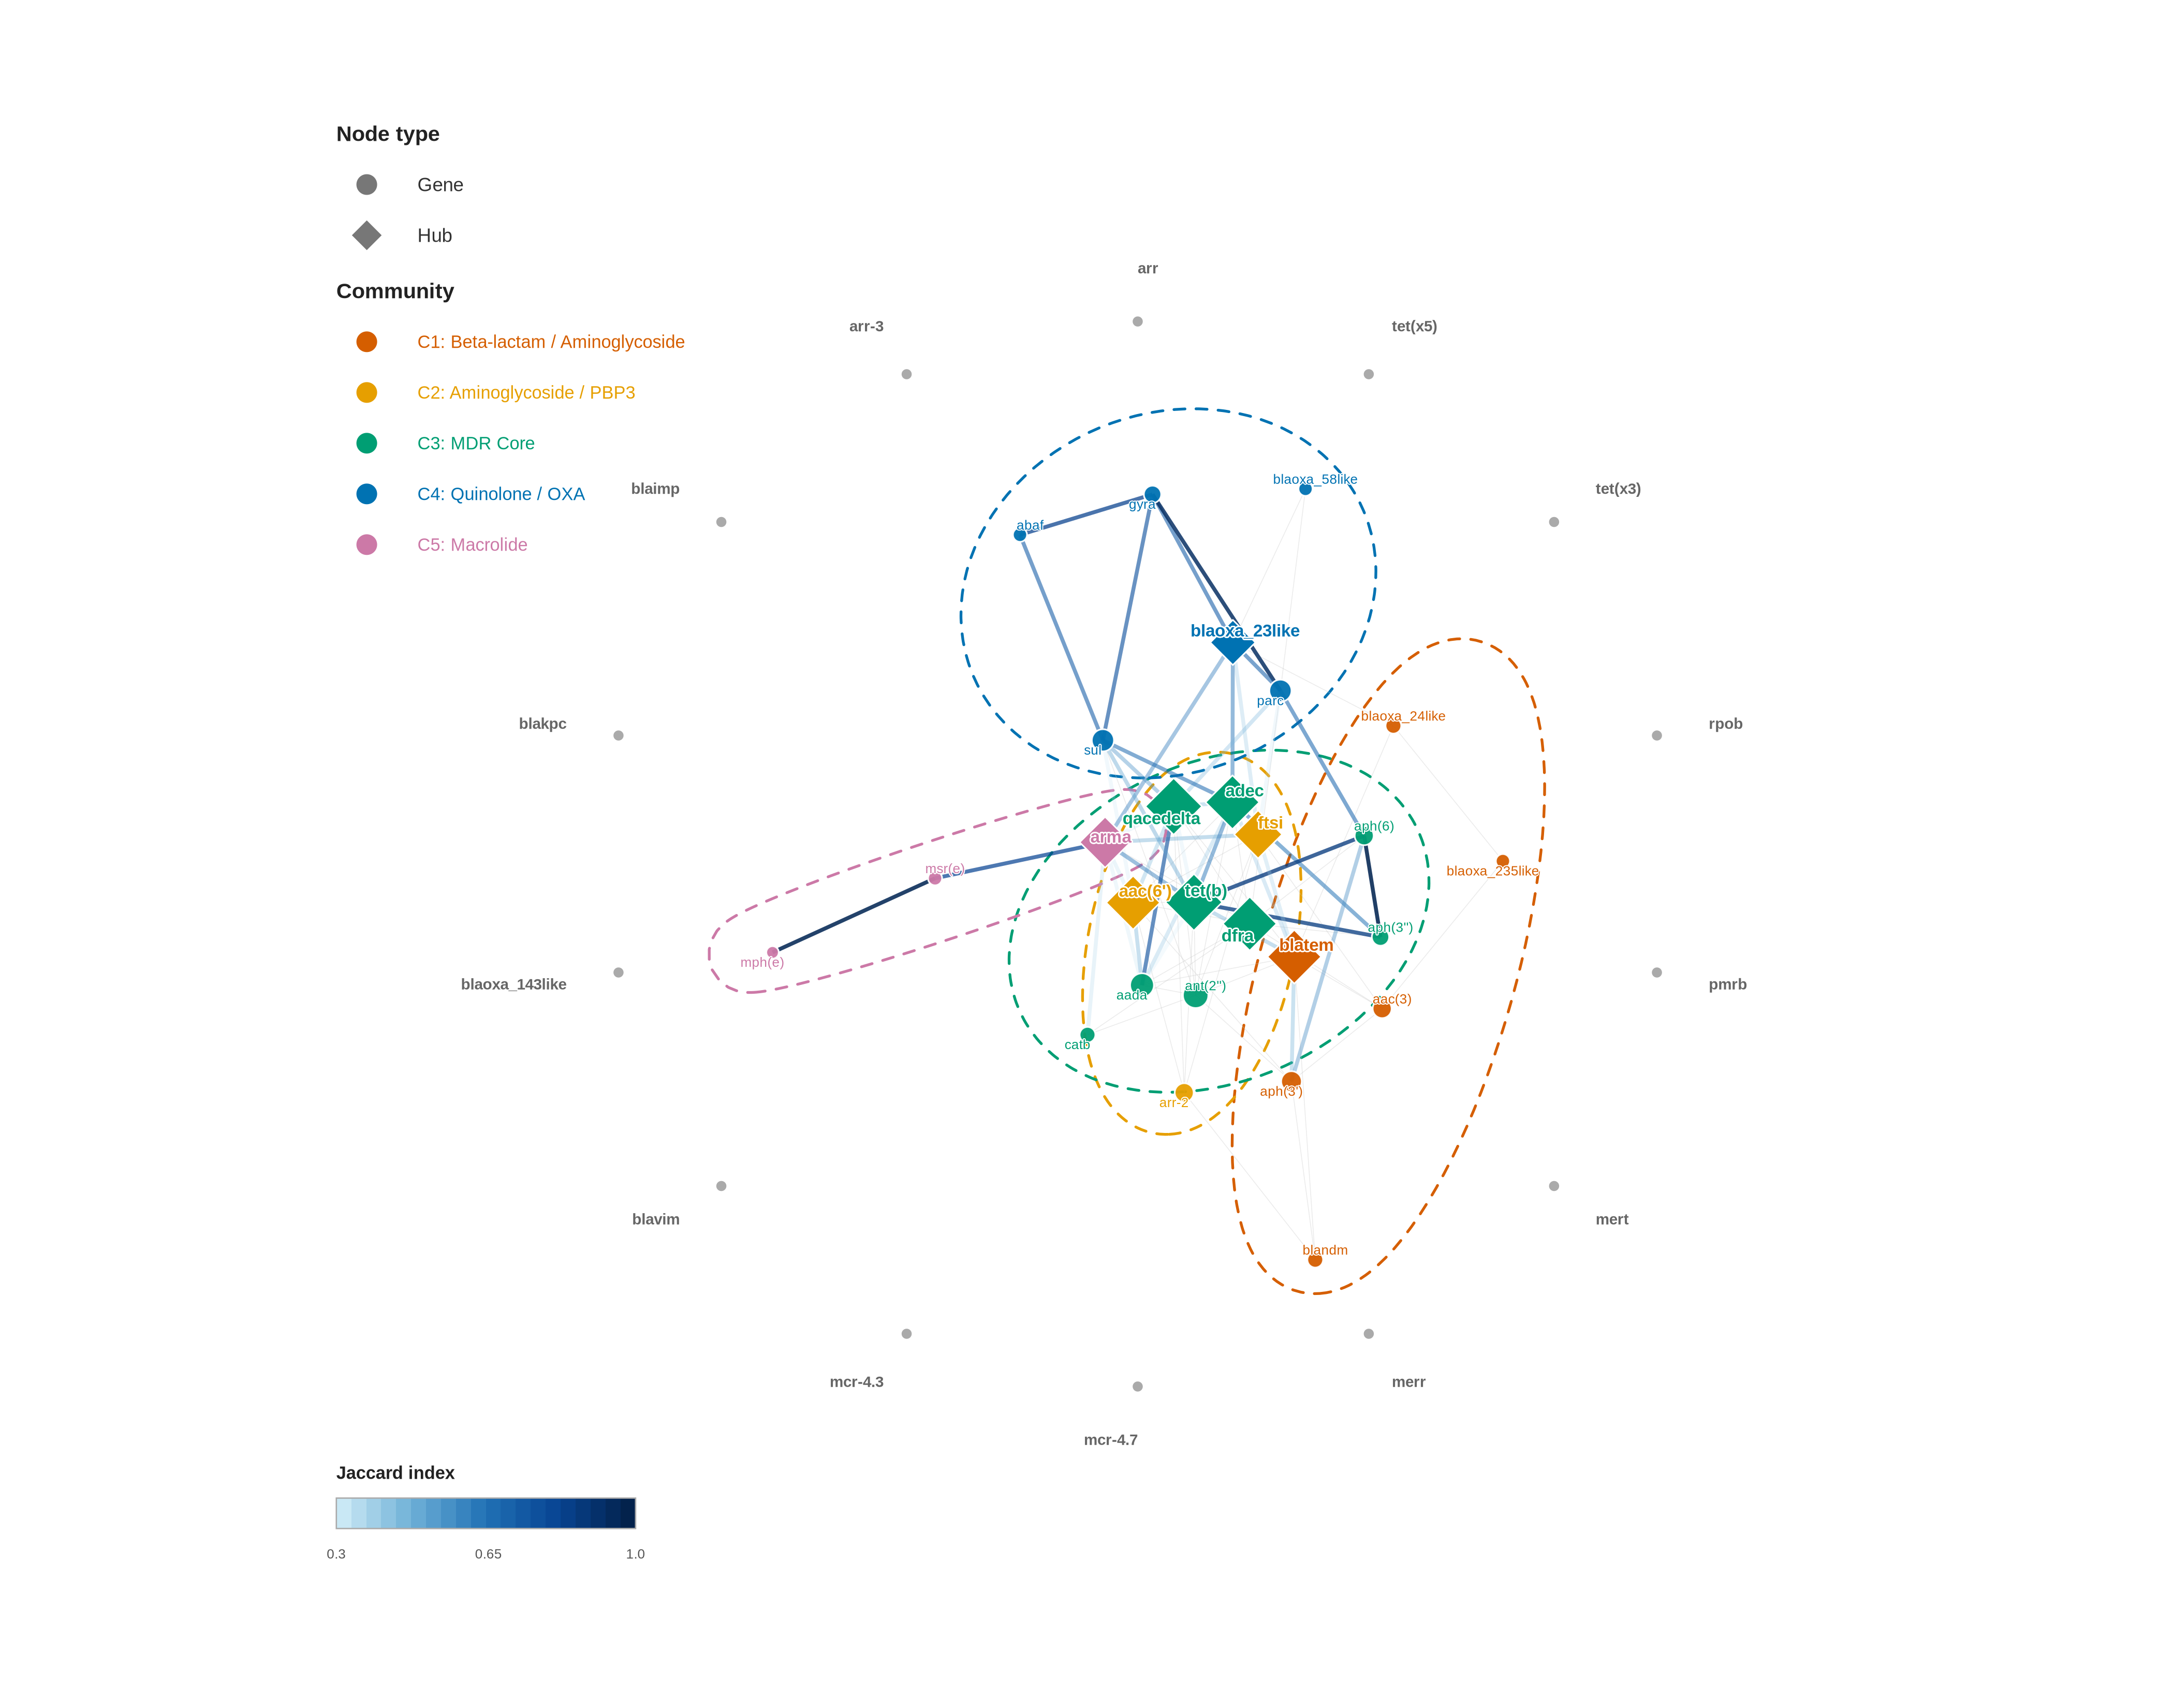 Node type
Gene
Hub
Community
C1: Beta-lactam / Aminoglycoside
C2: Aminoglycoside / PBP3
C3: MDR Core
C4: Quinolone / OXA
C5: Macrolide
arr
arr-3
tet(x5)
blaimp
tet(x3)
blakpc
rpob
blaoxa_143like
pmrb
blavim
mert
mcr-4.3
merr
mcr-4.7
blaoxa_58like
gyra
abaf
blaoxa_23like
parc
blaoxa_24like
sul
adec
qacedelta
ftsi
aph(6)
arma
msr(e)
blaoxa_235like
aac(6')
tet(b)
aph(3'')
dfra
blatem
mph(e)
ant(2'')
aada
aac(3)
catb
aph(3')
arr-2
blandm
Jaccard index
0.3
0.65
1.0